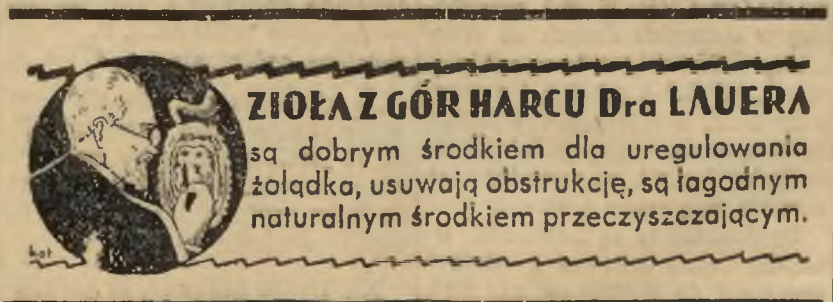 ZIOŁA Z GÓR HARCU Dra LAUERA
są dobrym środkiem dla uregulowania
żołądka, usuwają obstrukcję, są łagodnym
naturalnym środkiem przeczyszczającym.